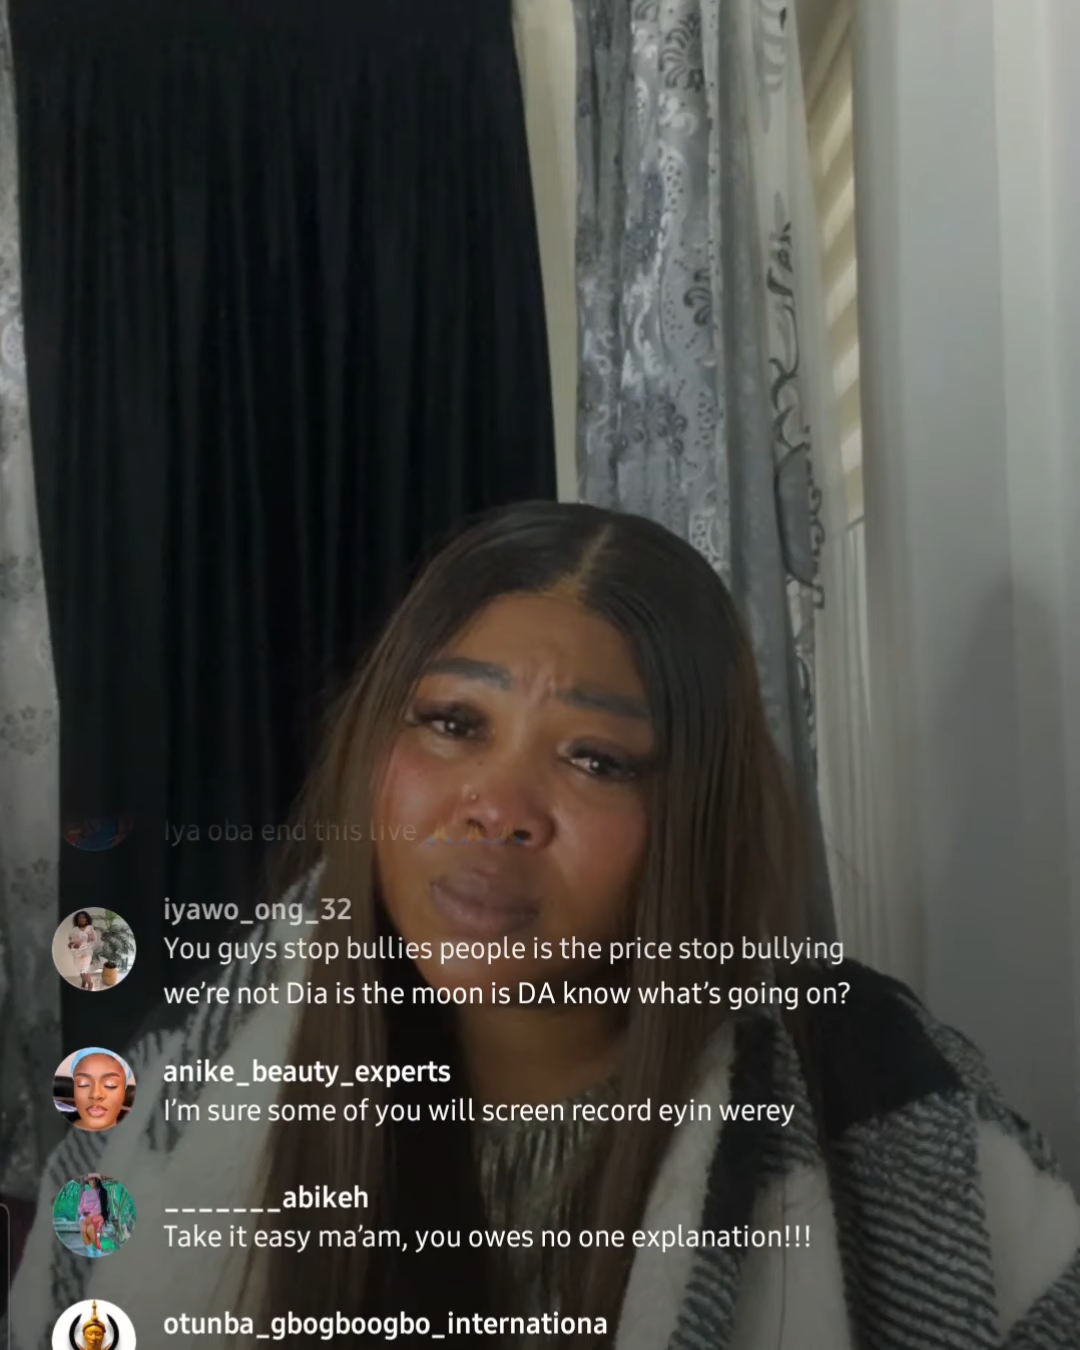 Iya oba end this live
iyawo_ong_32
You guys stop bullies people is the price stop bullying
we’re not Dia is the moon is DA know what’s going on?
anike_beauty_experts
I’m sure some of you will screen record eyin werey
_______abikeh
Take it easy ma’am, you owes no one explanation!!!
otunba_gbogboogbo_internationa